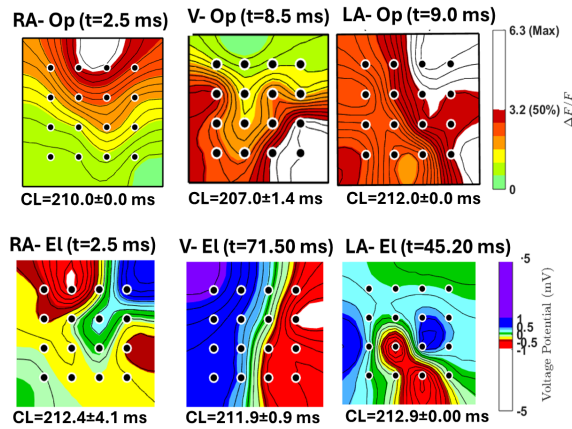 RA- Op (t=2.5 ms) V- Op (t=8.5 ms) LA- Op (t=9.0 ms)
6.3 (Max)
3.2 (50%)
0
ΔF/F
CL=210.0±0.0 ms CL=207.0±1.4 ms CL=212.0±0.0 ms
RA- El (t=2.5 ms) V- El (t=71.50 ms) LA- El (t=45.20 ms)
·5
1
0.5
-0.5
-1
-5
Voltage Potential (mV)
CL=212.4±4.1 ms CL=211.9±0.9 ms CL=212.9±0.00 ms